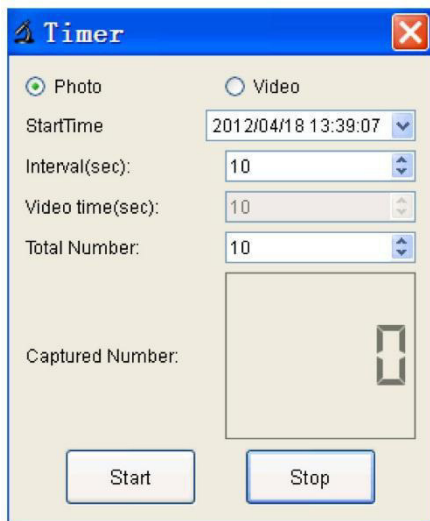 Timer
Photo Video
StartTime 2012/04/18 13:39:07
Interval(sec): 10
Video time(sec): 10
Total Number: 10
Captured Number: 0
Start Stop